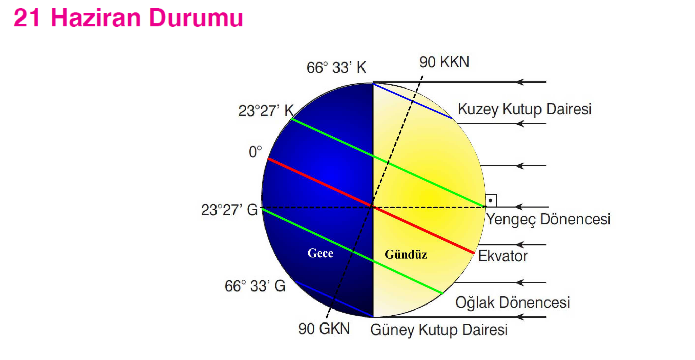 21 Haziran Durumu
90 KKN
66° 33' K
Kuzey Kutup Dairesi
23°27' K
0°
23°27' G
Yengeç Dönencesi
Gece
Gündüz
Ekvator
66° 33' G
Oğlak Dönencesi
90 GKN
Güney Kutup Dairesi